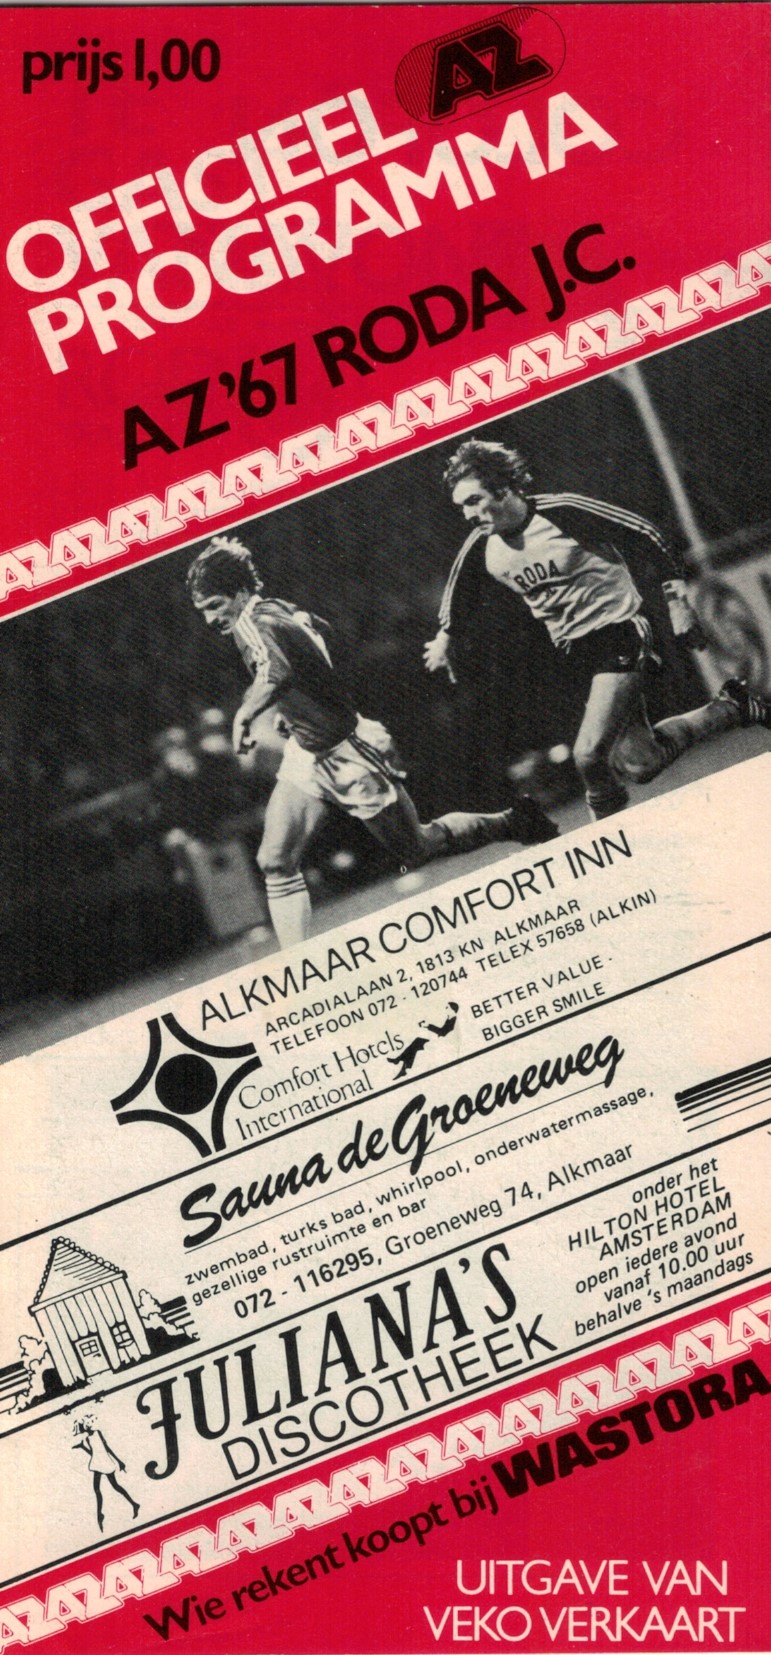 prijs 1,00
AZ
OFFICIEEL
PROGRAMMA
AZ'67 RODA J.C.
AZAZAZAZAZAZAZAZAZAZAZAZAZAZAZ
RODA
ALKMAAR COMFORT INN
ARCADIALAAN 2, 1813 KN ALKMAAR
TELEFOON 072 - 120744 TELEX 57658 (ALKIN)
Comfort Hotels
International
BETTER VALUE -
BIGGER SMILE
Sauna de Groeneweg
zwembad, turks bad, whirlpool, onderwatermassage,
gezellige rustruimte en bar
072 - 116295, Groeneweg 74, Alkmaar
JULIANA'S
DISCOTHEEK
onder het
HILTON HOTEL
AMSTERDAM
open iedere avond
vanaf 10.00 uur
behalve 's maandags
AZAZAZAZAZAZAZAZAZAZAZAZAZAZAZ
Wie rekent koopt bij WASTORA
UITGAVE VAN
VEKO VERKAART